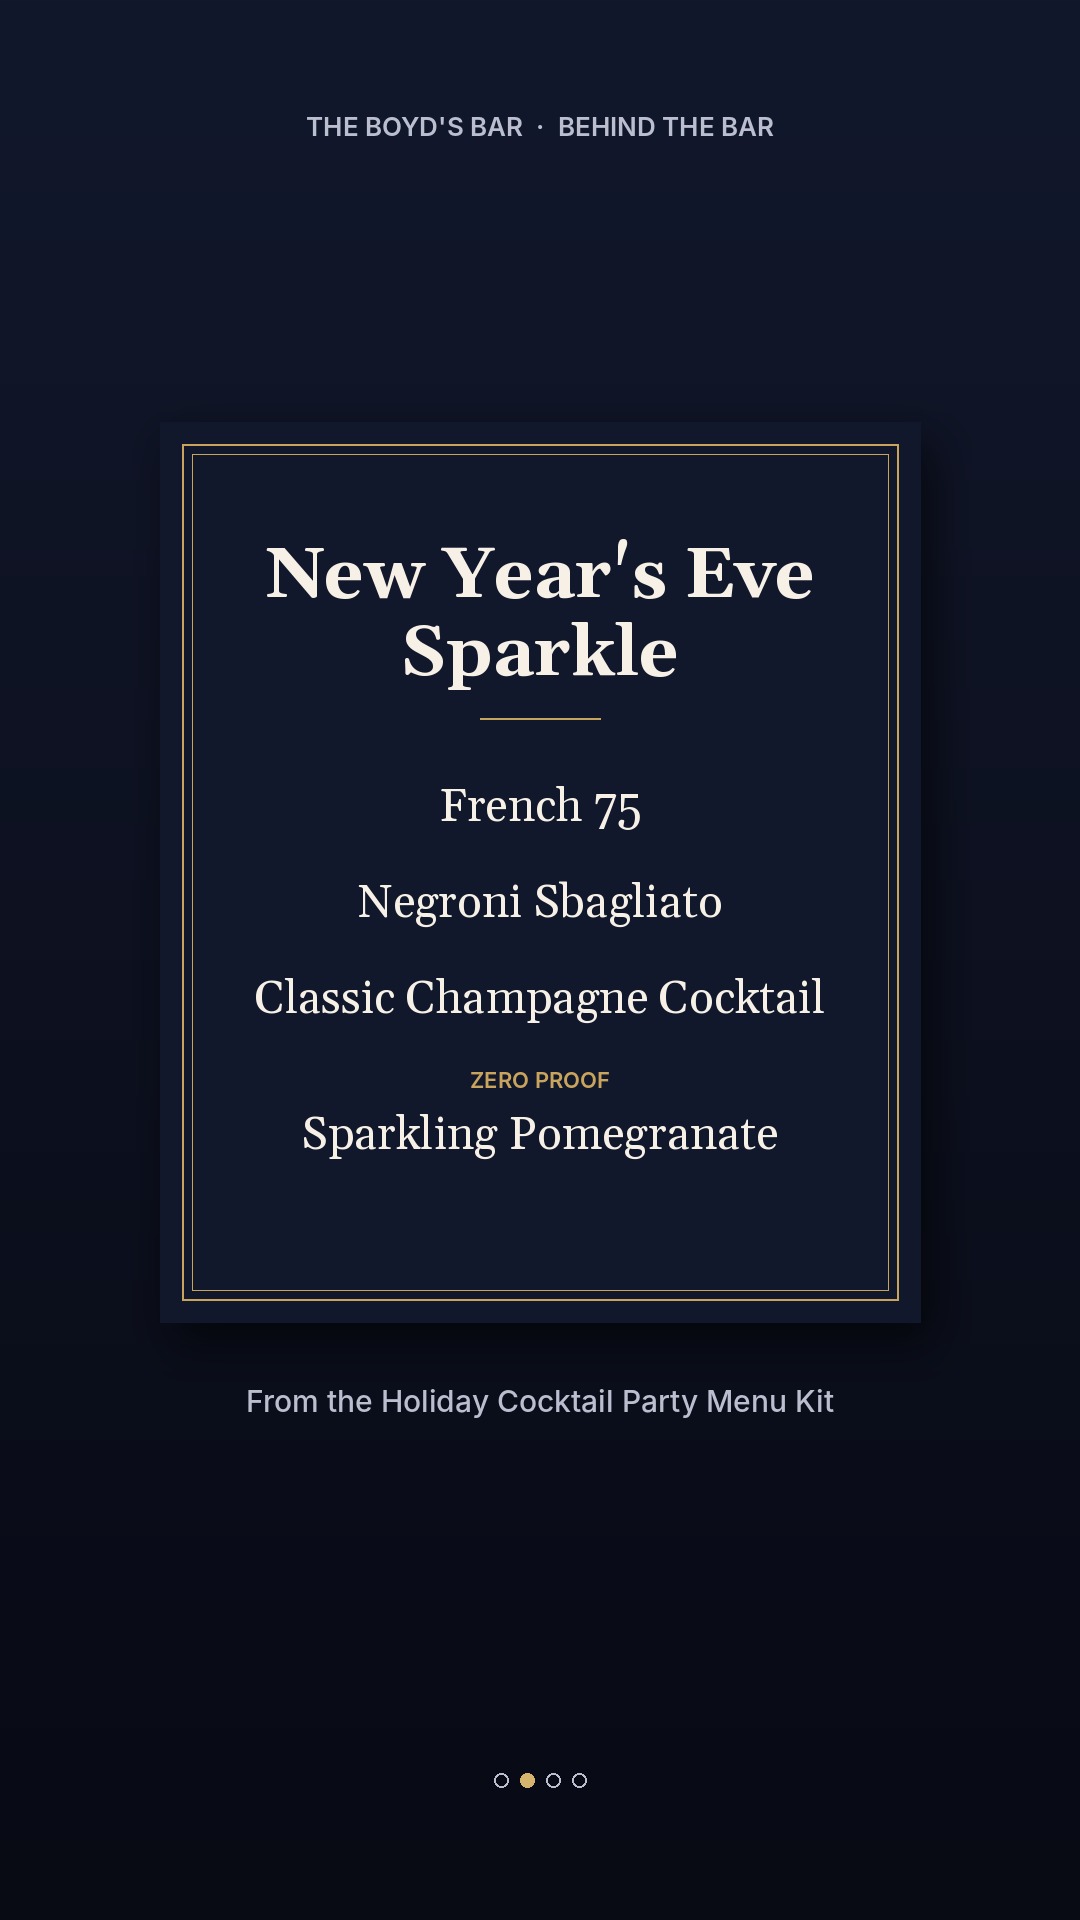 THE BOYD'S BAR · BEHIND THE BAR
New Year's Eve
Sparkle
French 75
Negroni Sbagliato
Classic Champagne Cocktail
ZERO PROOF
Sparkling Pomegranate
From the Holiday Cocktail Party Menu Kit